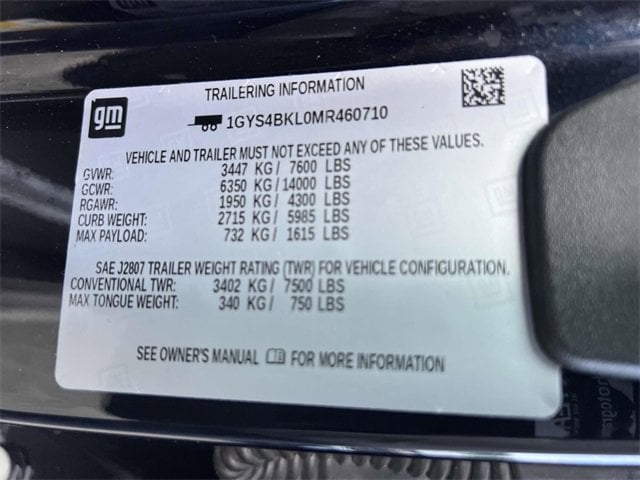 gm
TRAILERING INFORMATION
1GYS4BKL0MR460710
VEHICLE AND TRAILER MUST NOT EXCEED ANY OF THESE VALUES
GVWR: 3447 KG/ 7600 LBS
GCWR: 6350 KG/14000 LBS
RGAWR: 1950 KG/ 4300 LBS
CURB WEIGHT: 2715 KG/ 5985 LBS
MAX PAYLOAD: 732 KG/ 1615 LBS
SAE J2807 TRAILER WEIGHT RATING (TWR) FOR VEHICLE CONFIGURATION.
CONVENTIONAL TWR: 3402 KG/ 7500 LBS
MAX TONGUE WEIGHT: 340 KG/ 750 LBS
SEE OWNER'S MANUAL FOR MORE INFORMATION